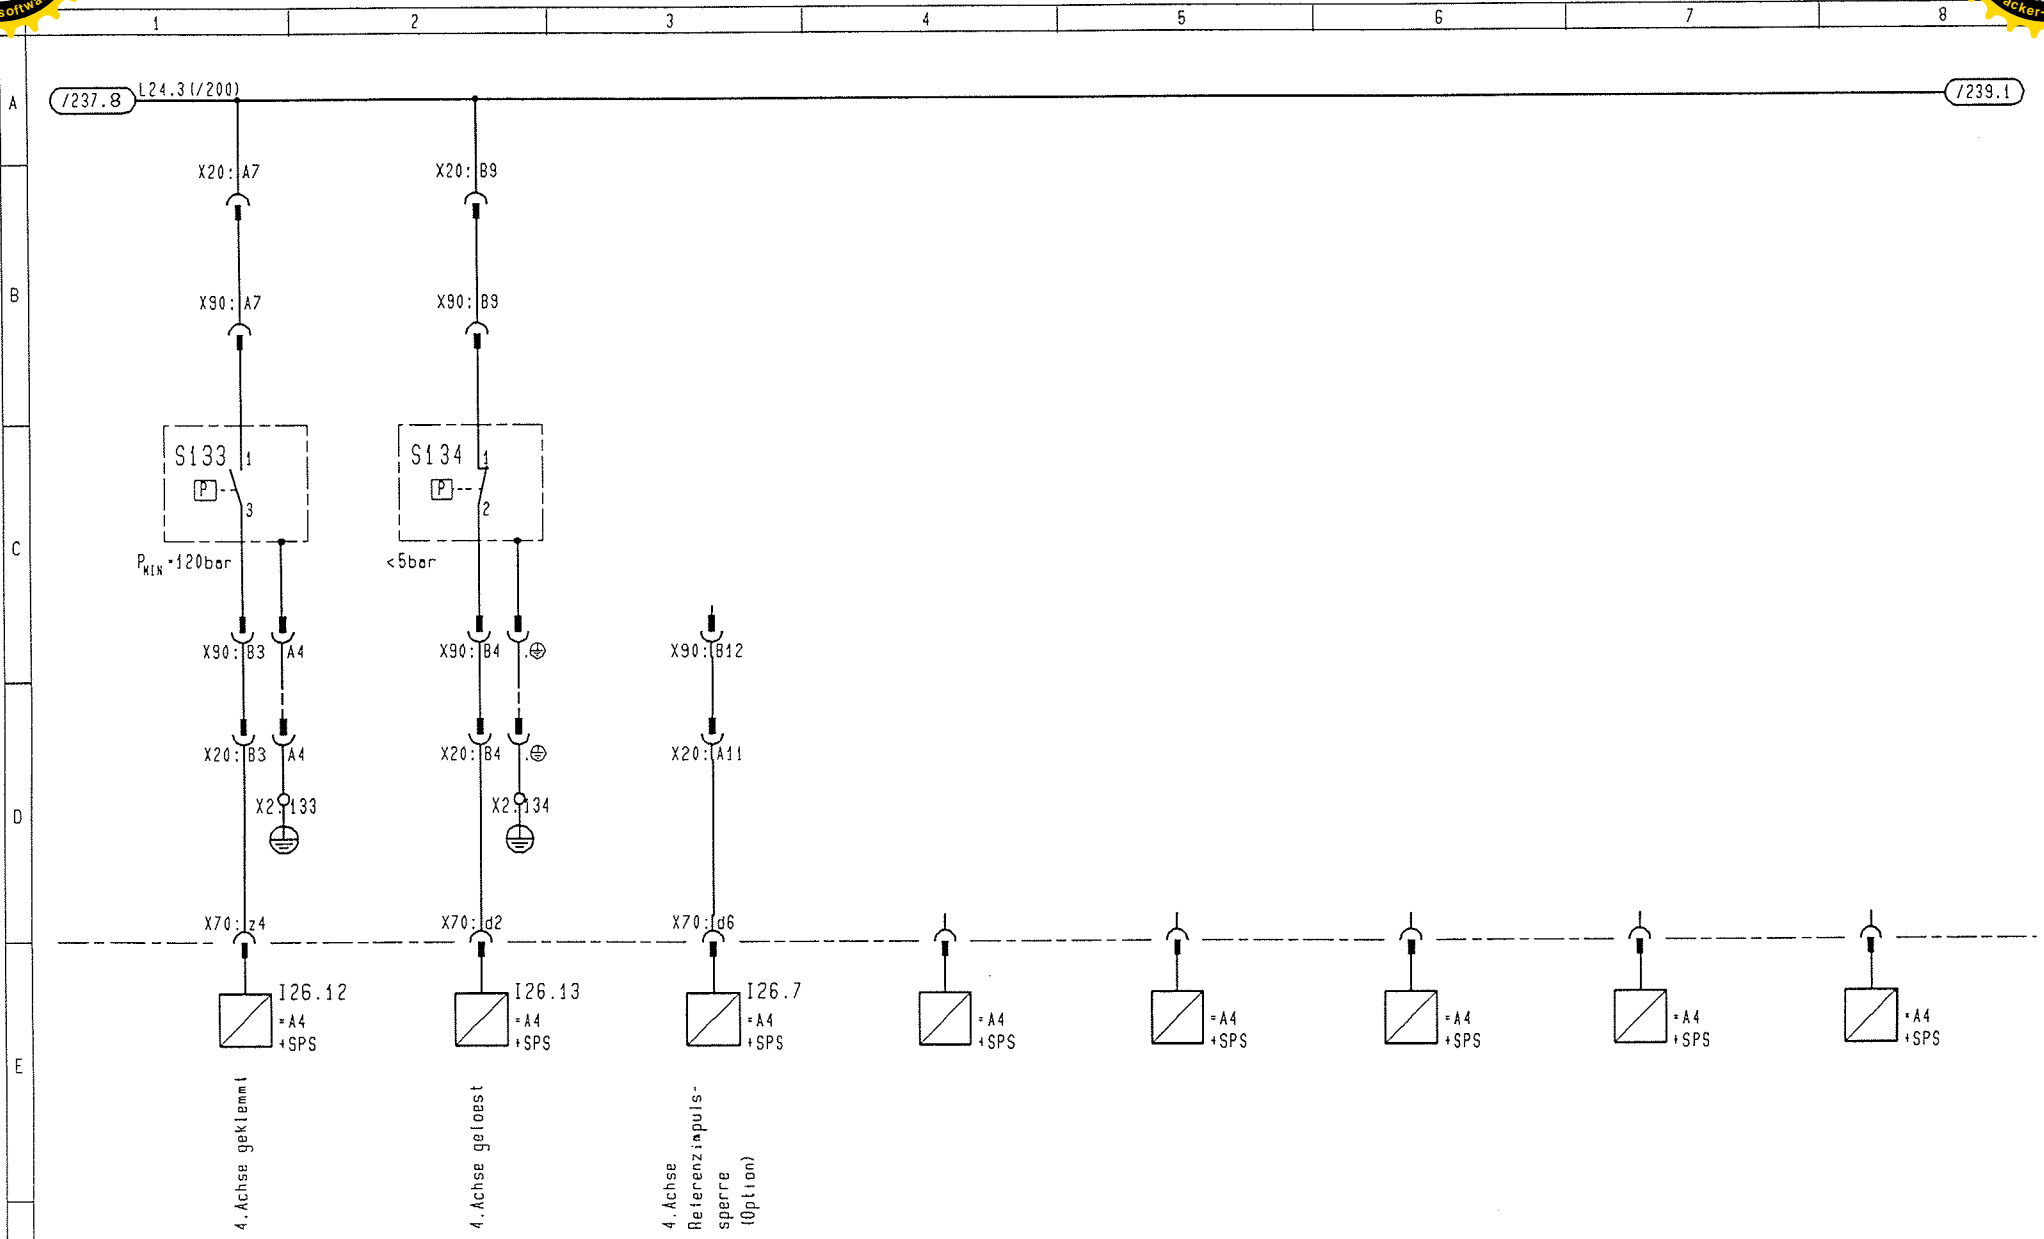 softwa
acker-
1 2 3 4 5 6 7 8
A
/237.8 L24.3(/200) /239.1
X20: A7 X20: B9
B
X90: A7 X90: B9
S133 1 S134 1
P P
3 2
C
PMIN=120bar <5bar
X90: B3 A4 X90: B4 . X90: B12
X20: B3 A4 X20: B4 . X20: A11
D
X2:133 X2:134
X70: z4 X70: d2 X70: d6
I26.12 I26.13 I26.7
=A4 =A4 =A4 =A4 =A4 =A4 =A4 =A4
+SPS +SPS +SPS +SPS +SPS +SPS +SPS +SPS
E
4.Achse geklemmt
4.Achse geloest
4.Achse
Referenzimpuls-
sperre
(Option)